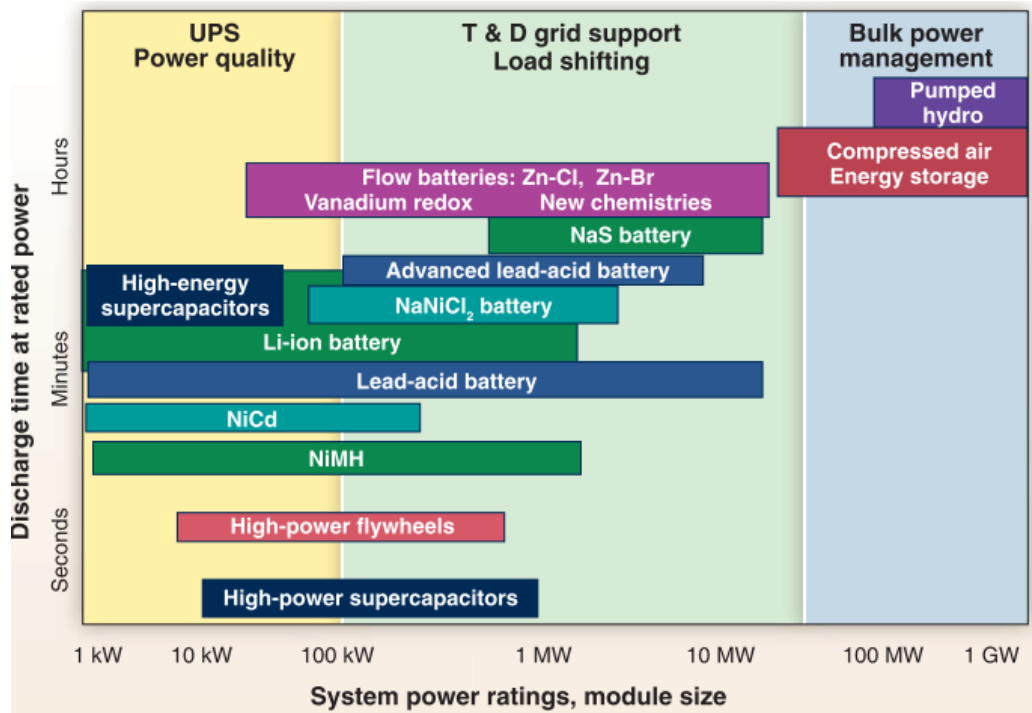 UPS
Power quality
T & D grid support
Load shifting
Bulk power
management
Pumped
hydro
Compressed air
Energy storage
Flow batteries: Zn-Cl, Zn-Br
Vanadium redox New chemistries
NaS battery
Advanced lead-acid battery
High-energy
supercapacitors
NaNiCl₂ battery
Li-ion battery
Lead-acid battery
NiCd
NiMH
High-power flywheels
High-power supercapacitors
Discharge time at rated power
Hours
Minutes
Seconds
1 kW 10 kW 100 kW 1 MW 10 MW 100 MW 1 GW
System power ratings, module size